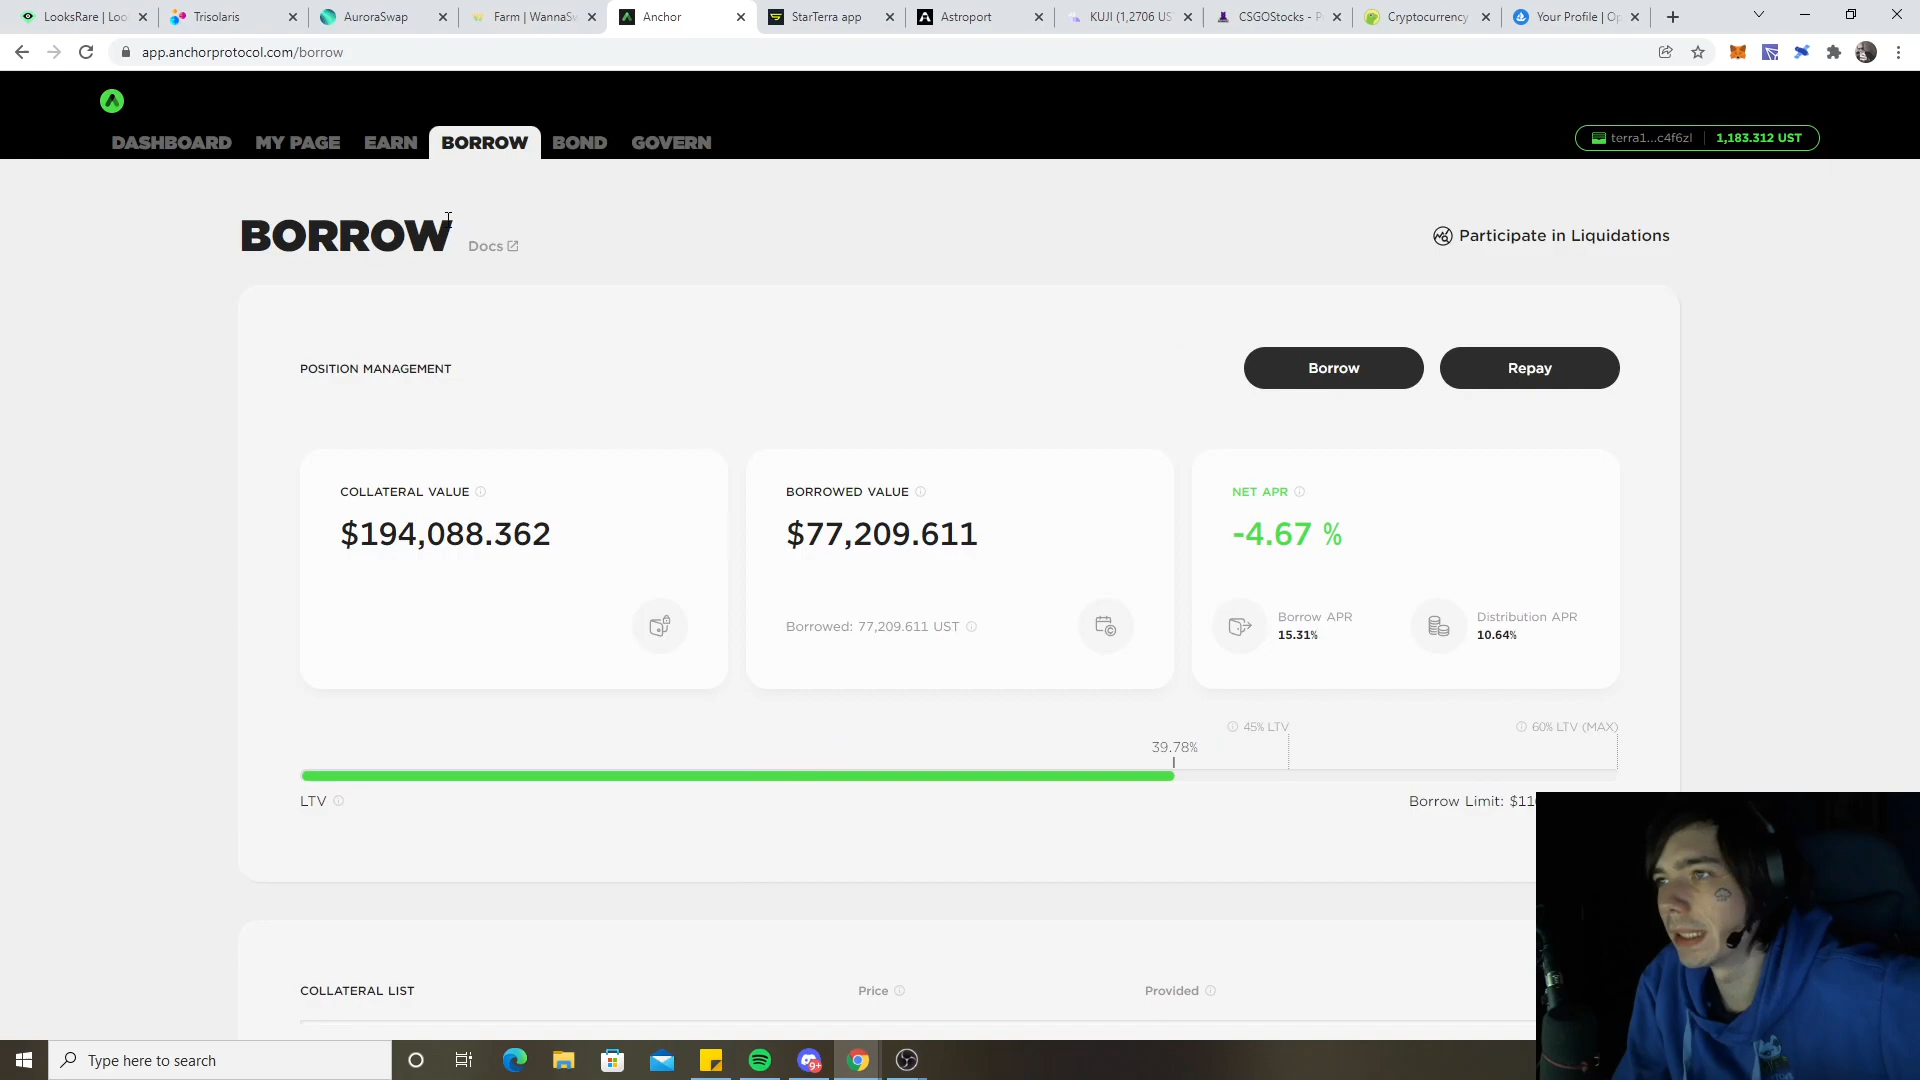 LooksRare | Loo
Trisolaris
AuroraSwap
Farm | WannaSw
Anchor
StarTerra app
Astroport
KUJI (1,2706 US
CSGOStocks - P
Cryptocurrency
Your Profile | Op
app.anchorprotocol.com/borrow
DASHBOARD MY PAGE EARN BORROW BOND GOVERN
terra1...c4f6zl 1,183.312 UST
BORROW Docs
Participate in Liquidations
POSITION MANAGEMENT
Borrow
Repay
COLLATERAL VALUE
$194,088.362
BORROWED VALUE
$77,209.611
Borrowed: 77,209.611 UST
NET APR
-4.67 %
Borrow APR
15.31%
Distribution APR
10.64%
45% LTV
60% LTV (MAX)
39.78%
LTV
Borrow Limit: $11
COLLATERAL LIST
Price
Provided
Type here to search
9+